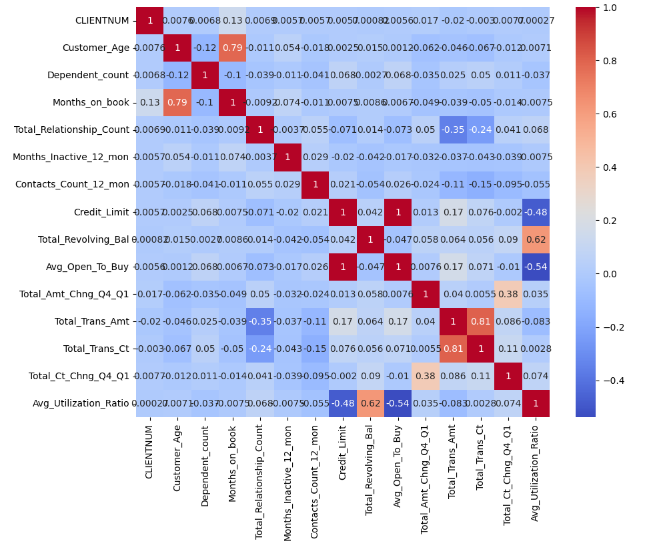 CLIENTNUM 1 0.0076 0.0068 0.13 0.0069 0.0057 0.0057 0.0057 0.00082 0.0056 -0.017 -0.02 -0.003 0.0077 0.00027
Customer_Age 0.0076 1 -0.12 0.79 -0.011 0.054 -0.018 0.0025 0.015 0.0012 -0.062 -0.046 -0.067 -0.012 0.0071
Dependent_count 0.0068 -0.12 1 -0.1 -0.039 -0.011 -0.041 0.068 0.0027 0.068 -0.035 0.025 0.05 0.011 -0.037
Months_on_book 0.13 0.79 -0.1 1 0.0092 0.074 -0.011 0.0075 0.0086 0.0067 -0.049 -0.039 -0.05 -0.014 0.0075
Total_Relationship_Count 0.0069 -0.011 -0.039 0.0092 1 0.0037 0.055 -0.071 0.014 -0.073 0.05 -0.35 -0.24 0.041 0.068
Months_Inactive_12_mon 0.0057 0.054 -0.011 0.074 0.0037 1 0.029 -0.02 -0.042 -0.017 -0.032 -0.037 -0.043 -0.039 0.0075
Contacts_Count_12_mon 0.0057 -0.018 -0.041 -0.011 0.055 0.029 1 0.021 -0.054 0.026 -0.024 -0.11 -0.15 -0.095 -0.055
Credit_Limit 0.0057 0.0025 0.068 0.0075 -0.071 -0.02 0.021 1 0.042 1 0.013 0.17 0.076 -0.002 -0.48
Total_Revolving_Bal 0.00082 0.015 0.0027 0.0086 0.014 -0.042 -0.054 0.042 1 -0.047 0.058 0.064 0.056 0.09 0.62
Avg_Open_To_Buy 0.0056 0.0012 0.068 0.0067 -0.073 -0.017 0.026 1 -0.047 1 0.0076 0.17 0.071 -0.01 -0.54
Total_Amt_Chng_Q4_Q1 -0.017 -0.062 -0.035 -0.049 0.05 -0.032 -0.024 0.013 0.058 0.0076 1 0.04 0.0055 0.38 0.035
Total_Trans_Amt -0.02 -0.046 0.025 -0.039 -0.35 -0.037 -0.11 0.17 0.064 0.17 0.04 1 0.81 0.086 -0.083
Total_Trans_Ct -0.003 -0.067 0.05 -0.05 -0.24 -0.043 -0.15 0.076 0.056 0.071 0.0055 0.81 1 0.11 0.0028
Total_Ct_Chng_Q4_Q1 0.0077 -0.012 0.011 -0.014 0.041 -0.039 -0.095 -0.002 0.09 -0.01 0.38 0.086 0.11 1 0.074
Avg_Utilization_Ratio 0.00027 0.0071 -0.037 0.0075 0.068 0.0075 -0.055 -0.48 0.62 -0.54 0.035 -0.083 0.0028 0.074 1
CLIENTNUM
Customer_Age
Dependent_count
Months_on_book
Total_Relationship_Count
Months_Inactive_12_mon
Contacts_Count_12_mon
Credit_Limit
Total_Revolving_Bal
Avg_Open_To_Buy
Total_Amt_Chng_Q4_Q1
Total_Trans_Amt
Total_Trans_Ct
Total_Ct_Chng_Q4_Q1
Avg_Utilization_Ratio
1.0
0.8
0.6
0.4
0.2
0.0
-0.2
-0.4